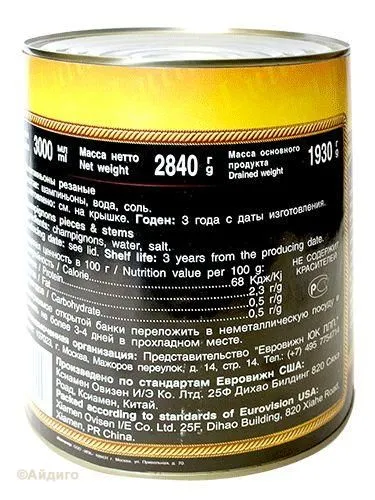 3000 мл ml Масса нетто Net weight 2840 г g Масса основного продукта Drained weight 1930 г g
резаные
шампиньоны, вода, соль.
см. на крышке. Годен: 3 года с даты изготовления.
pieces & stems
champignons, water, salt.
date: see lid. Shelf life: 3 years from the producing date.
ценность в 100 г / Nutrition value per 100 g:
/ Calorie 68 Кдж/Kj
2,3 г/g
/ Fat 0,5 г/g
/ Carbohydrate 0,5 г/g
НЕ СОДЕРЖИТ КРАСИТЕЛЕЙ
РС
открытой банки переложить в неметаллическую посуду
не более 3-4 дней в прохладном месте.
организация: Представительство "Евровижн ЮК ЛЛП"
г. Москва, Мажоров переулок, д. 14, стр. 14. Тел.: (+7) 495
Произведено по стандартам Евровижн США:
Ксиамен Овизен И/Э Ко. Лтд. 25Ф Дихао Билдинг 820 Сяхэ
Роад, Ксиамен, Китай.
Packed according to standards of Eurovision USA:
Xiamen Ovisen I/E Co. Ltd. 25F, Dihao Building, 820 Xiahe Road,
Xiamen, PR China.
©Айдиго